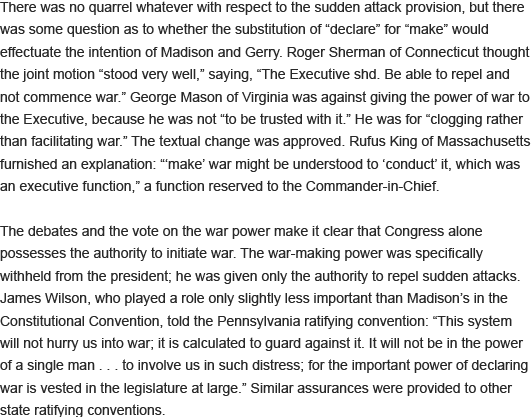 There was no quarrel whatever with respect to the sudden attack provision, but there
was some question as to whether the substitution of “declare” for “make” would
effectuate the intention of Madison and Gerry. Roger Sherman of Connecticut thought
the joint motion “stood very well,” saying, “The Executive shd. Be able to repel and
not commence war.” George Mason of Virginia was against giving the power of war to
the Executive, because he was not “to be trusted with it.” He was for “clogging rather
than facilitating war.” The textual change was approved. Rufus King of Massachusetts
furnished an explanation: “‘make’ war might be understood to ‘conduct’ it, which was
an executive function,” a function reserved to the Commander-in-Chief.

The debates and the vote on the war power make it clear that Congress alone
possesses the authority to initiate war. The war-making power was specifically
withheld from the president; he was given only the authority to repel sudden attacks.
James Wilson, who played a role only slightly less important than Madison’s in the
Constitutional Convention, told the Pennsylvania ratifying convention: “This system
will not hurry us into war; it is calculated to guard against it. It will not be in the power
of a single man . . . to involve us in such distress; for the important power of declaring
war is vested in the legislature at large.” Similar assurances were provided to other
state ratifying conventions.